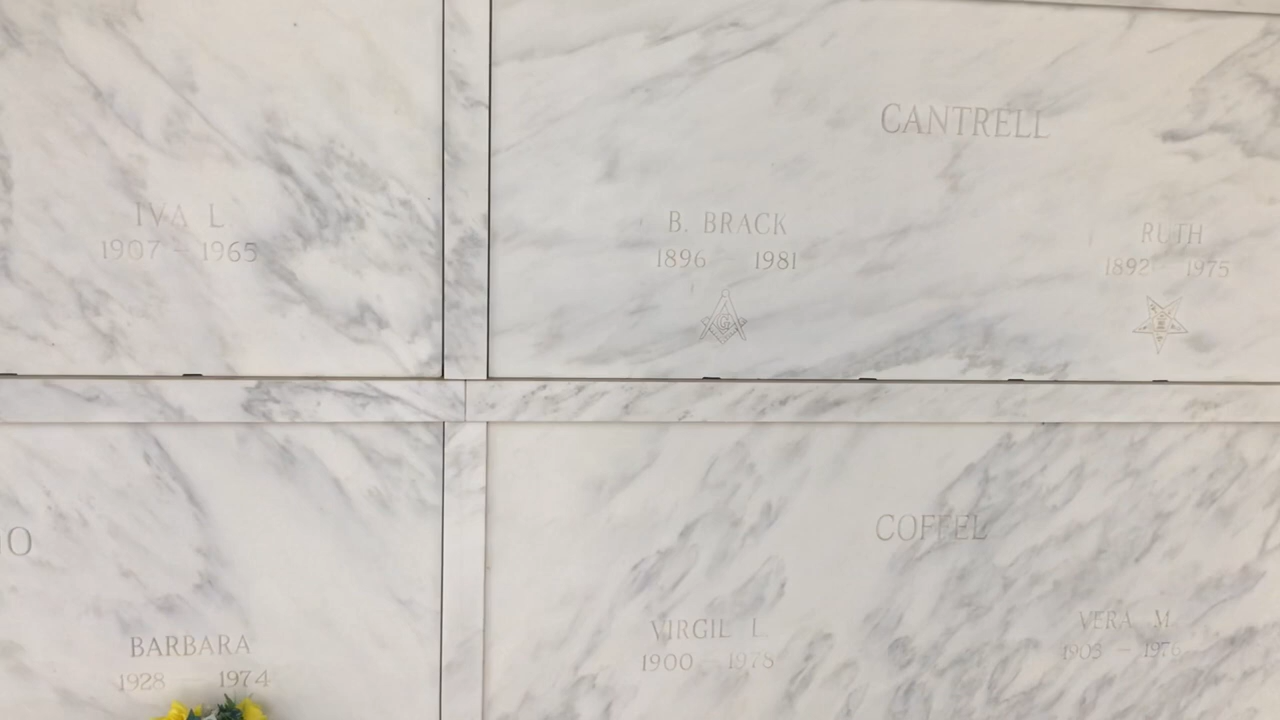 IVA L
1907 – 1965
CANTRELL
B. BRACK
1896 1981
G
RUTH
1892 1975
BARBARA
1928 1974
COFFEL
VIRGIL L.
1900 – 1978
VERA M.
1903 – 1976